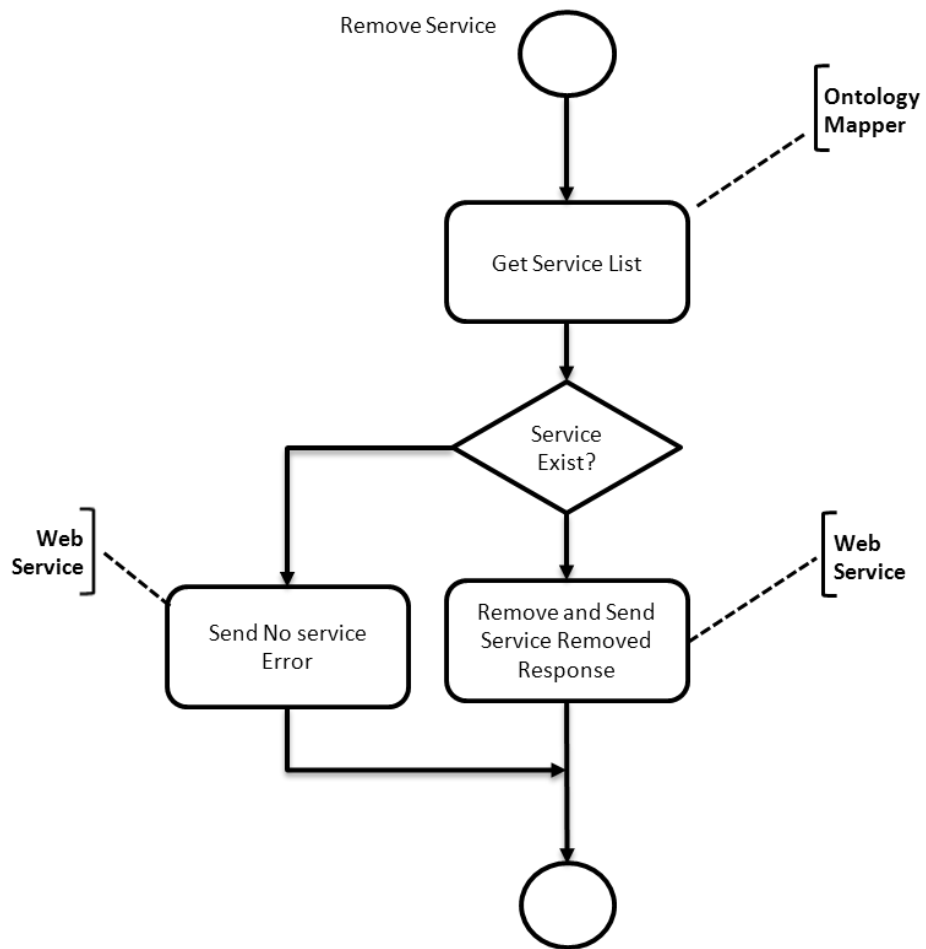 Remove Service
Ontology
Mapper
Get Service List
Service
Exist?
Web
Service
Web
Service
Send No service
Error
Remove and Send
Service Removed
Response